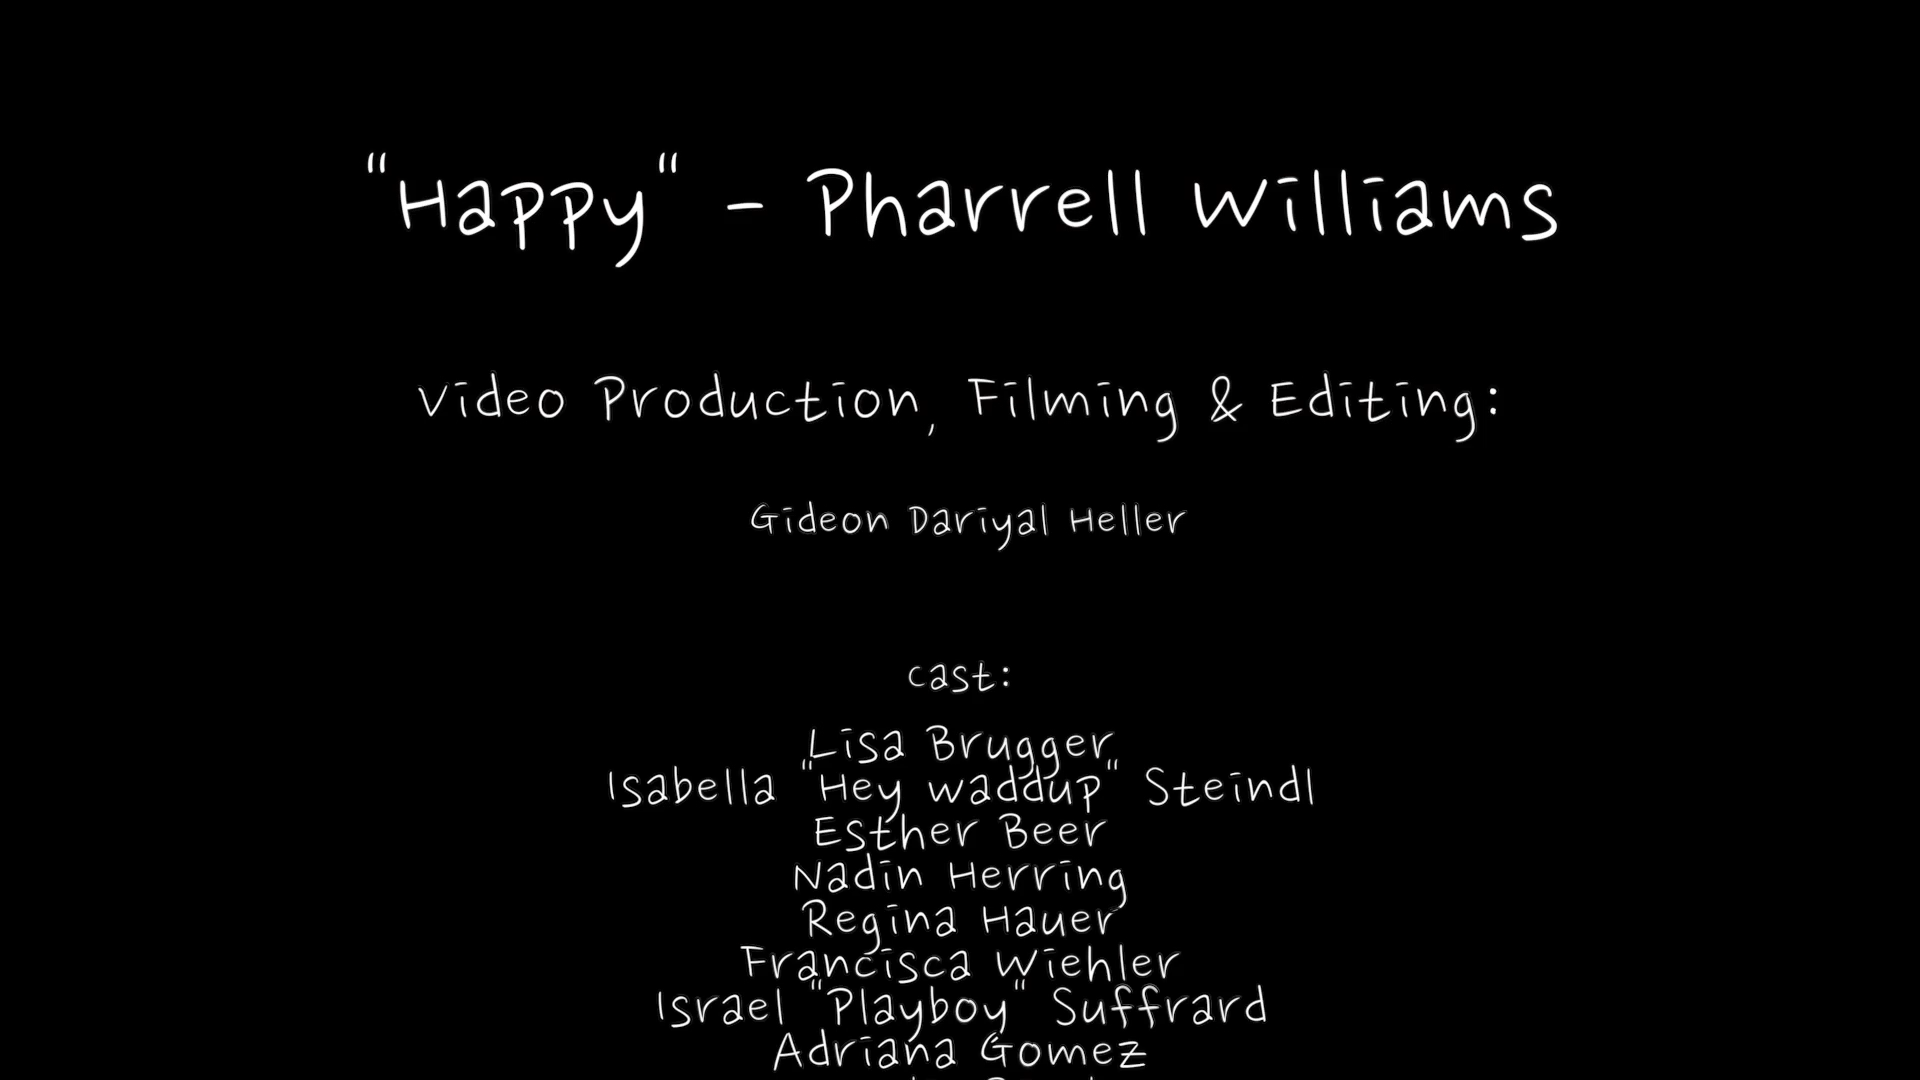 "Happy" - Pharrell Williams
Video Production, Filming & Editing:
Gideon Dariyal Heller
cast:
Lisa Brugger
Isabella "Hey waddup" Steindl
Esther Beer
Nadin Herring
Regina Hauer
Francisca Wiehler
Israel "Playboy" Suffrard
Adriana Gomez